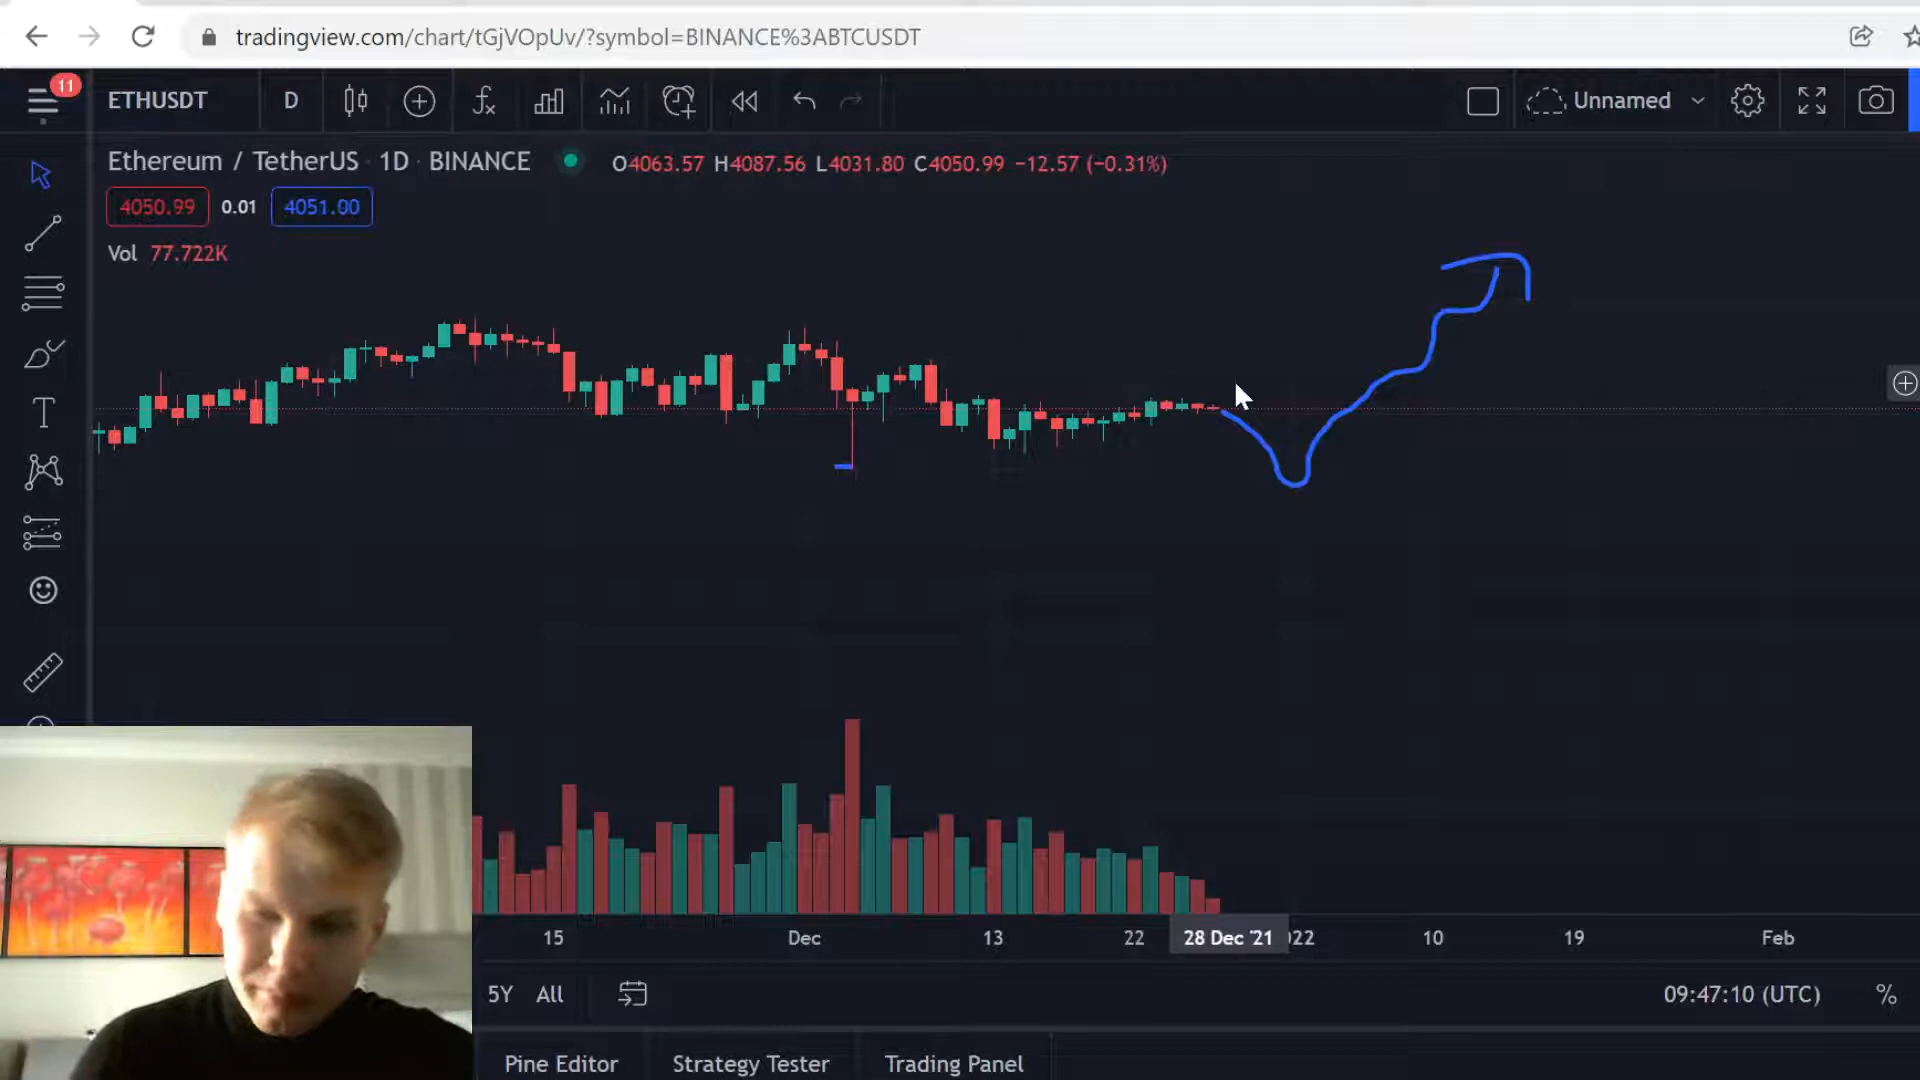 tradingview.com/chart/tGjVOpUv/?symbol=BINANCE%3ABTCUSDT
11
ETHUSDT D Unnamed
Ethereum / TetherUS · 1D · BINANCE O4063.57 H4087.56 L4031.80 C4050.99 −12.57 (−0.31%)
4050.99 0.01 4051.00
Vol 77.722K
15 Dec 13 22 28 Dec '21 022 10 19 Feb
5Y All 09:47:10 (UTC) %
Pine Editor Strategy Tester Trading Panel